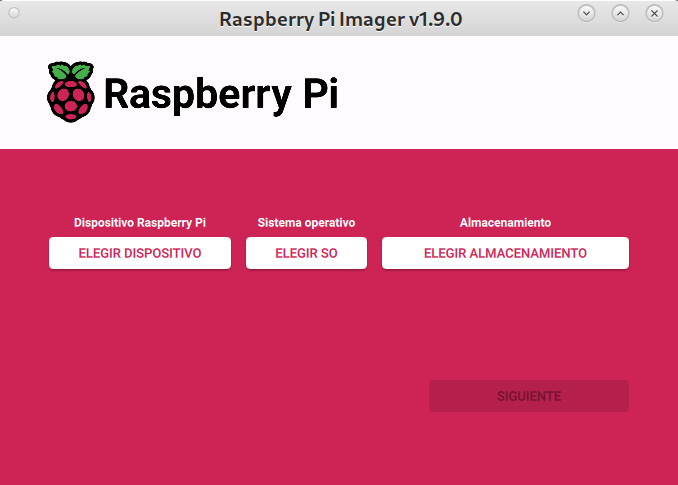 Raspberry Pi Imager v1.9.0
Raspberry Pi
Dispositivo Raspberry Pi
Sistema operativo
Almacenamiento
ELEGIR DISPOSITIVO
ELEGIR SO
ELEGIR ALMACENAMIENTO
SIGUIENTE